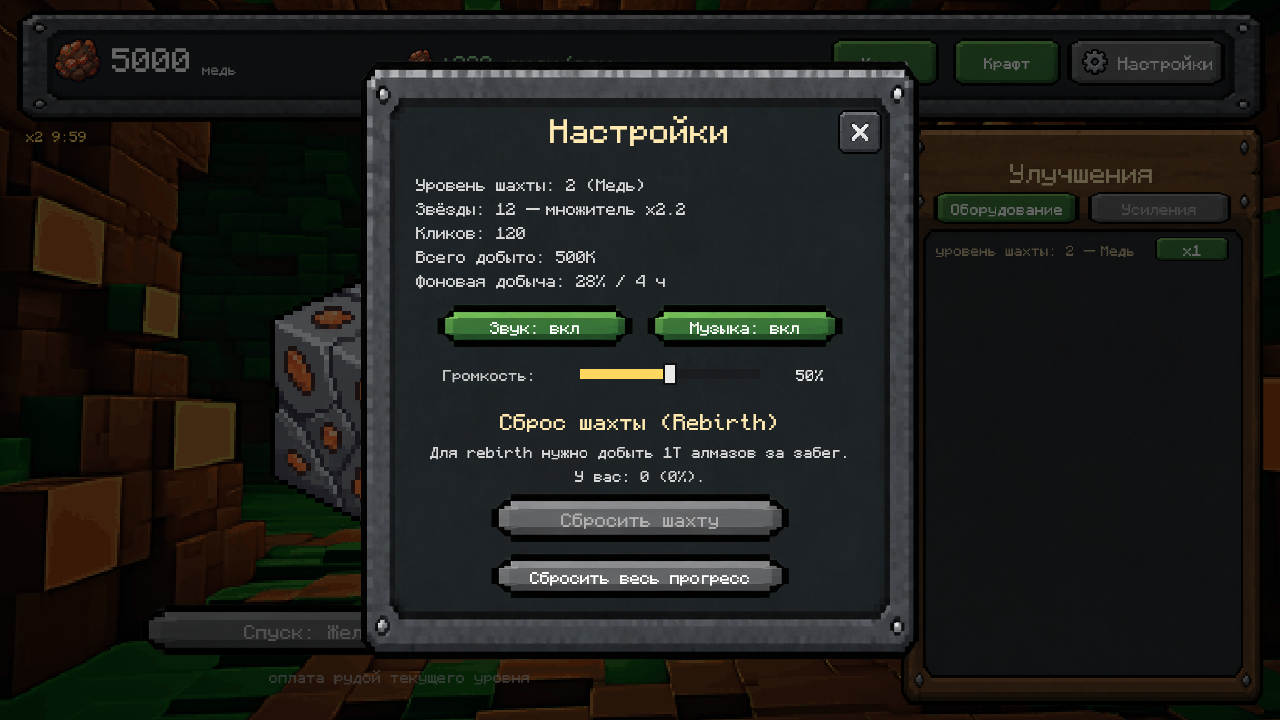 5000 медь
Крафт
Настройки
x2 9:59
Настройки
Уровень шахты: 2 (Медь)
Звёзды: 12 — множитель x2.2
Кликов: 120
Всего добыто: 500K
Фоновая добыча: 28% / 4 ч
Звук: вкл
Музыка: вкл
Громкость:
50%
Сброс шахты (Rebirth)
Для rebirth нужно добыть 1T алмазов за забег.
У вас: 0 (0%).
Сбросить шахту
Сбросить весь прогресс
Улучшения
Оборудование
Усиления
уровень шахты: 2 — Медь
x1
Спуск:
оплата рудой текущего уровня